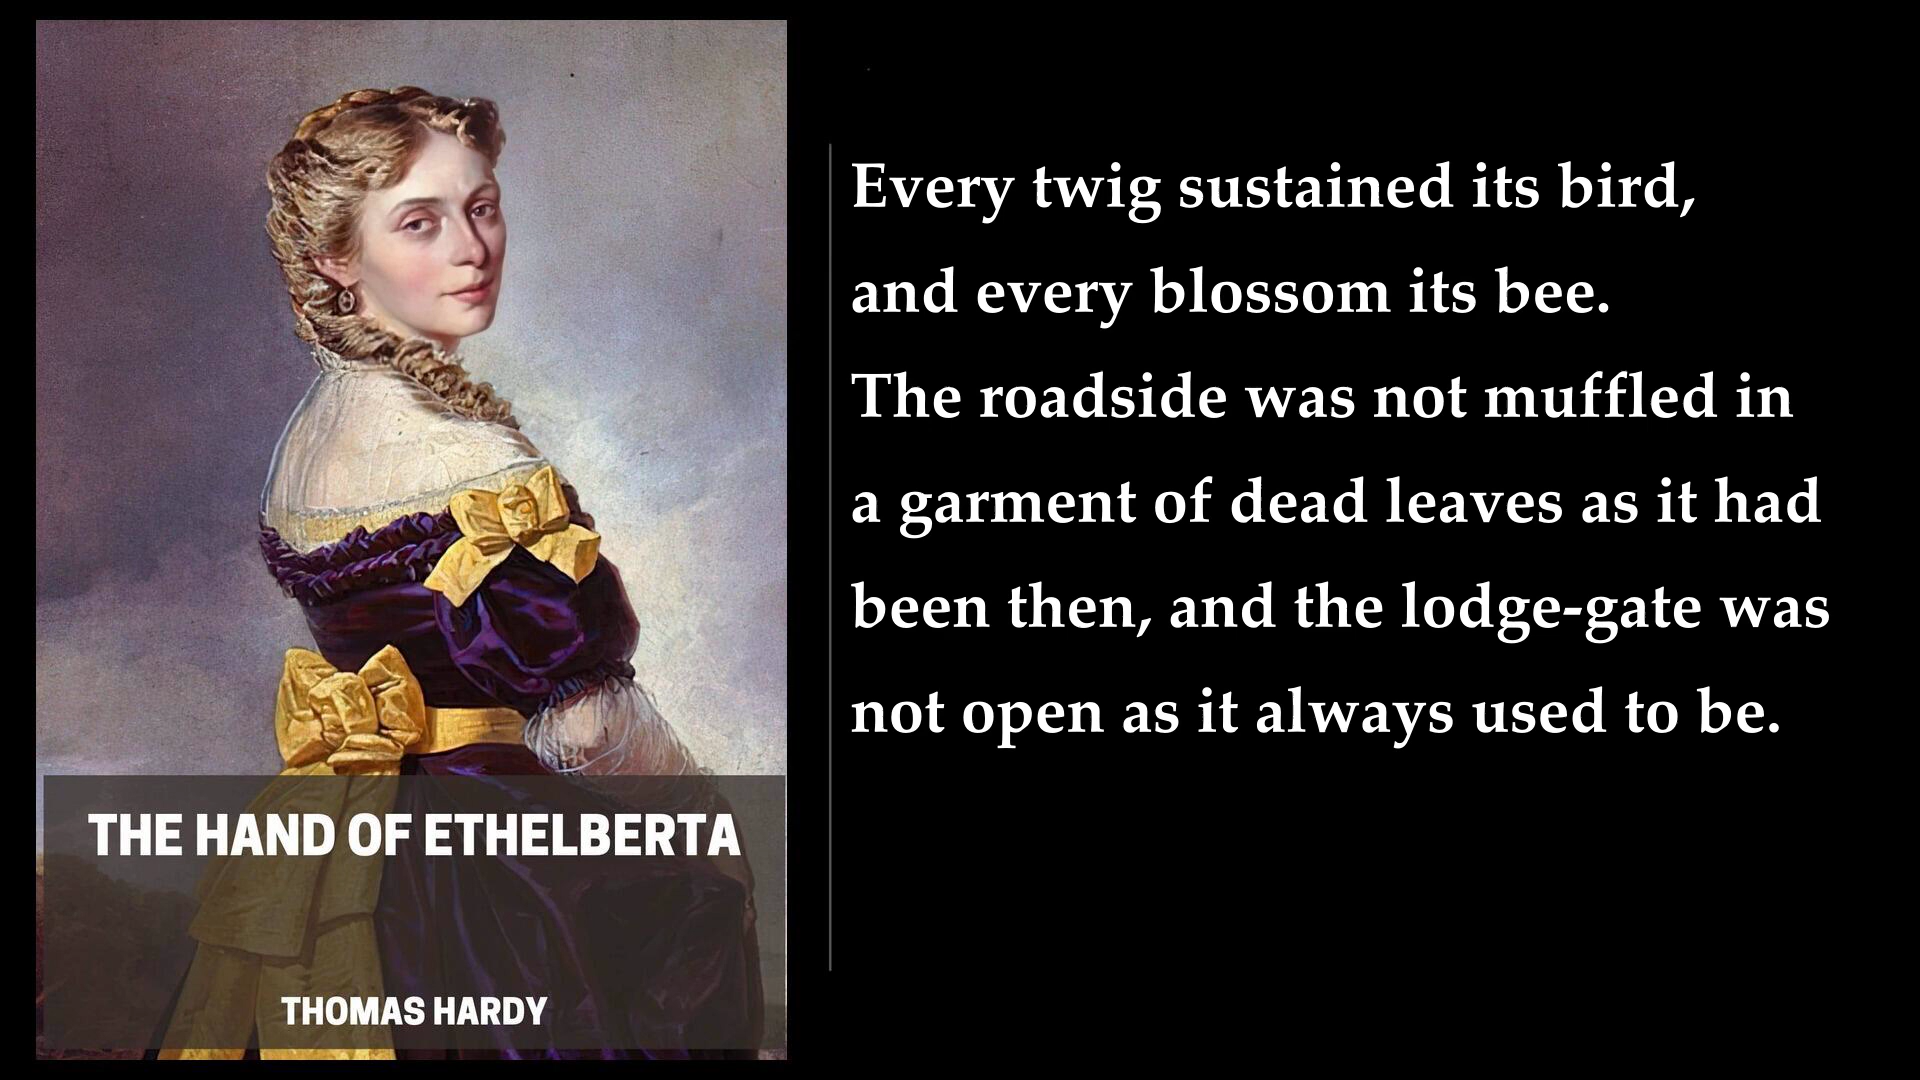 THE HAND OF ETHELBERTA
THOMAS HARDY
Every twig sustained its bird,
and every blossom its bee.
The roadside was not muffled in
a garment of dead leaves as it had
been then, and the lodge-gate was
not open as it always used to be.